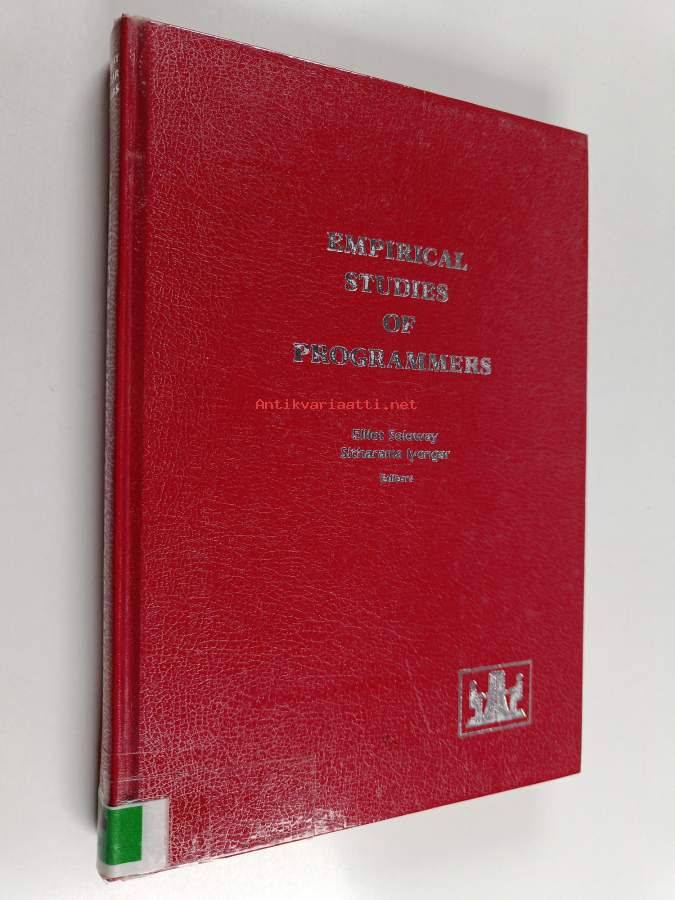 EMPIRICAL
STUDIES
OF
PROGRAMMERS
Antikvariaatti.net
Elliot Soloway
Sitharama Iyengar
Editors